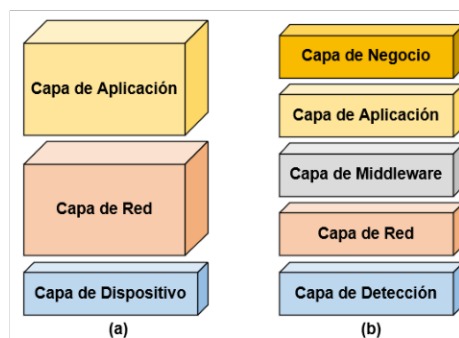 Capa de Aplicación
Capa de Red
Capa de Dispositivo
(a)
Capa de Negocio
Capa de Aplicación
Capa de Middleware
Capa de Red
Capa de Detección
(b)